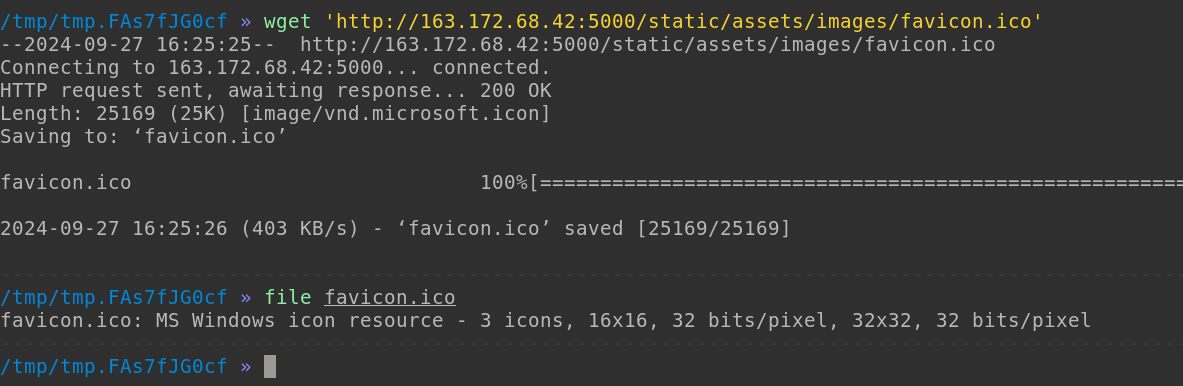 /tmp/tmp.FAs7fJG0cf » wget 'http://163.172.68.42:5000/static/assets/images/favicon.ico'
--2024-09-27 16:25:25--  http://163.172.68.42:5000/static/assets/images/favicon.ico
Connecting to 163.172.68.42:5000... connected.
HTTP request sent, awaiting response... 200 OK
Length: 25169 (25K) [image/vnd.microsoft.icon]
Saving to: ‘favicon.ico’
favicon.ico                             100%[======================================================
2024-09-27 16:25:26 (403 KB/s) - ‘favicon.ico’ saved [25169/25169]
/tmp/tmp.FAs7fJG0cf » file favicon.ico
favicon.ico: MS Windows icon resource - 3 icons, 16x16, 32 bits/pixel, 32x32, 32 bits/pixel
/tmp/tmp.FAs7fJG0cf »